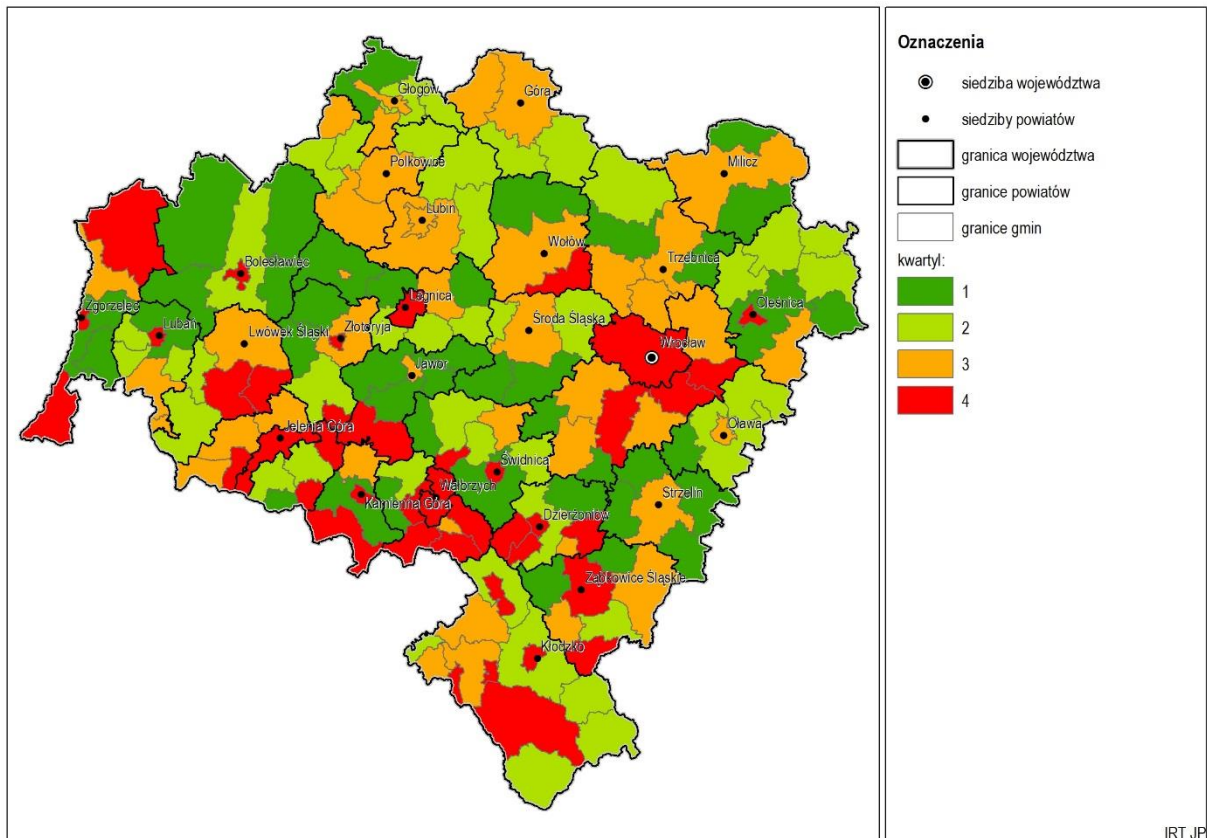 Głogów
Góra
Polkowice
Milicz
Lubin
Wołów
Trzebnica
Bolesławiec
Legnica
Oleśnica
Zgorzelec
Lubań
Lwówek Śląski
Złotoryja
Środa Śląska
Wrocław
Jawor
Jelenia Góra
Oława
Świdnica
Wałbrzych
Kamienna Góra
Strzelin
Dzierżoniów
Ząbkowice Śląskie
Kłodzko
Oznaczenia
siedziba województwa
siedziby powiatów
granica województwa
granice powiatów
granice gmin
kwartyl:
1
2
3
4
IRT JP